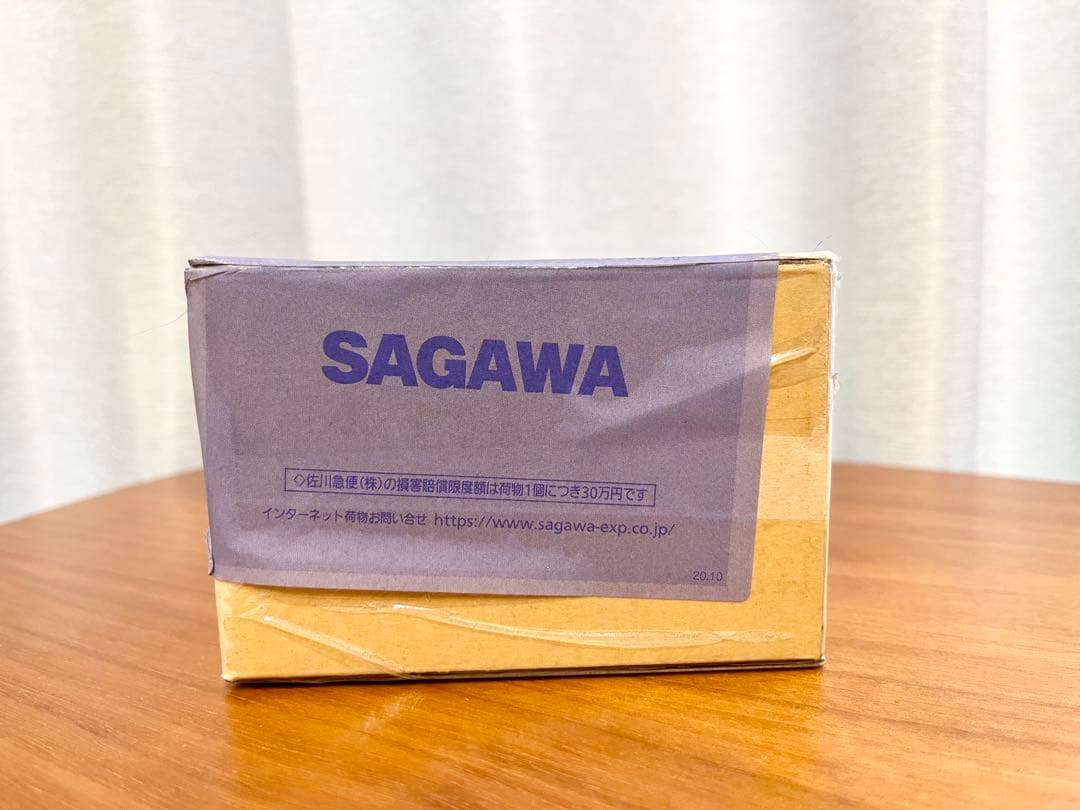 SAGAWA
◇佐川急便(株)の損害賠償限度額は荷物1個につき30万円です
インターネット荷物お問い合せ https://www.sagawa-exp.co.jp/
20.10